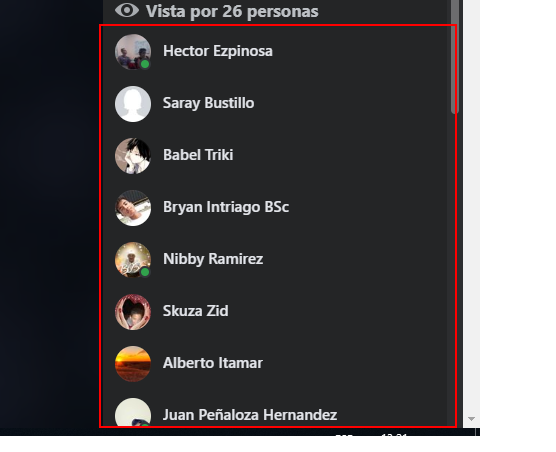 Vista por 26 personas
Hector Ezpinosa
Saray Bustillo
Babel Triki
Bryan Intriago BSc
Nibby Ramirez
Skuza Zid
Alberto Itamar
Juan Peñaloza Hernandez